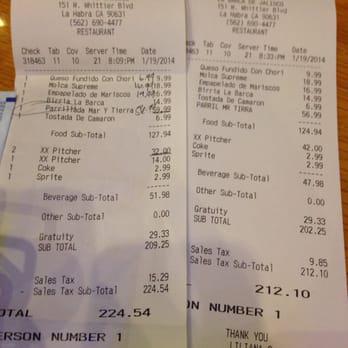 151 W. Whittier Blvd
La Habra CA 90631
(562) 690-4477
RESTAURANT
Check Tab Cov Server Time Date
318463 11 10 21 8:09PM 1/19/2014
1 Queso Fundido Con Chori 9.99
1 Molca Supreme 18.99
1 Empapelado de Mariscos 14.99
1 Birria La Barca 14.99
1 Parrillada Mar Y Tierra 59.99
1 Tostada De Camaron 6.99
Food Sub-Total 127.94
2 XX Pitcher 32.00
1 XX Pitcher 14.00
1 Coke 2.99
1 Sprite 2.99
Beverage Sub-Total 51.98
Other Sub-Total 0.00
Gratuity 29.33
SUB TOTAL 209.25
Sales Tax 15.29
Sales Tax Sub-Total 224.54
TOTAL 224.54
PERSON NUMBER 1
151 W. Whittier Blvd
La Habra CA 90631
(562) 690-4477
RESTAURANT
Check Tab Cov Server Time Date
318463 11 10 21 8:33PM 1/19/2014
Queso Fundido Con Chori 9.99
Molca Supreme 18.99
Empapelado de Mariscos 14.99
Birria La Barca 14.99
Tostada De Camaron 6.99
PARRIL MR TIRRA 56.99
Food Sub-Total 124.94
XX Pitcher 42.00
Coke 2.99
Sprite 2.99
Beverage Sub-Total 47.98
Other Sub-Total 0.00
Gratuity 29.33
SUB TOTAL 202.25
Sales Tax 9.85
Sales Tax Sub-Total 212.10
212.10
PERSON NUMBER 1
THANK YOU